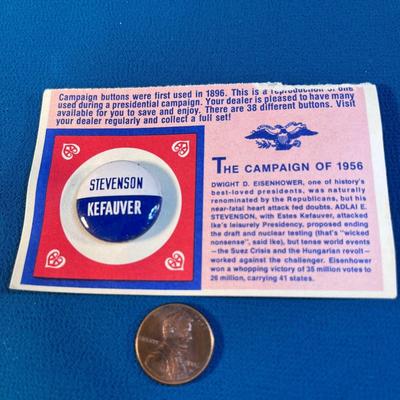 Campaign buttons were first used in 1896. This is a reproduction of one
used during a presidential campaign. Your dealer is pleased to have many
available for you to save and enjoy. There are 38 different buttons. Visit
your dealer regularly and collect a full set!
STEVENSON
KEFAUVER
THE CAMPAIGN OF 1956
DWIGHT D. EISENHOWER, one of history's
best-loved presidents, was naturally
renominated by the Republicans, but his
near-fatal heart attack fed doubts. ADLAI E.
STEVENSON, with Estes Kefauver, attacked
Ike's leisurely Presidency, proposed ending
the draft and nuclear testing (that's "wicked
nonsense", said Ike), but tense world events
—the Suez Crisis and the Hungarian revolt—
worked against the challenger. Eisenhower
won a whopping victory of 35 million votes to
26 million, carrying 41 states.